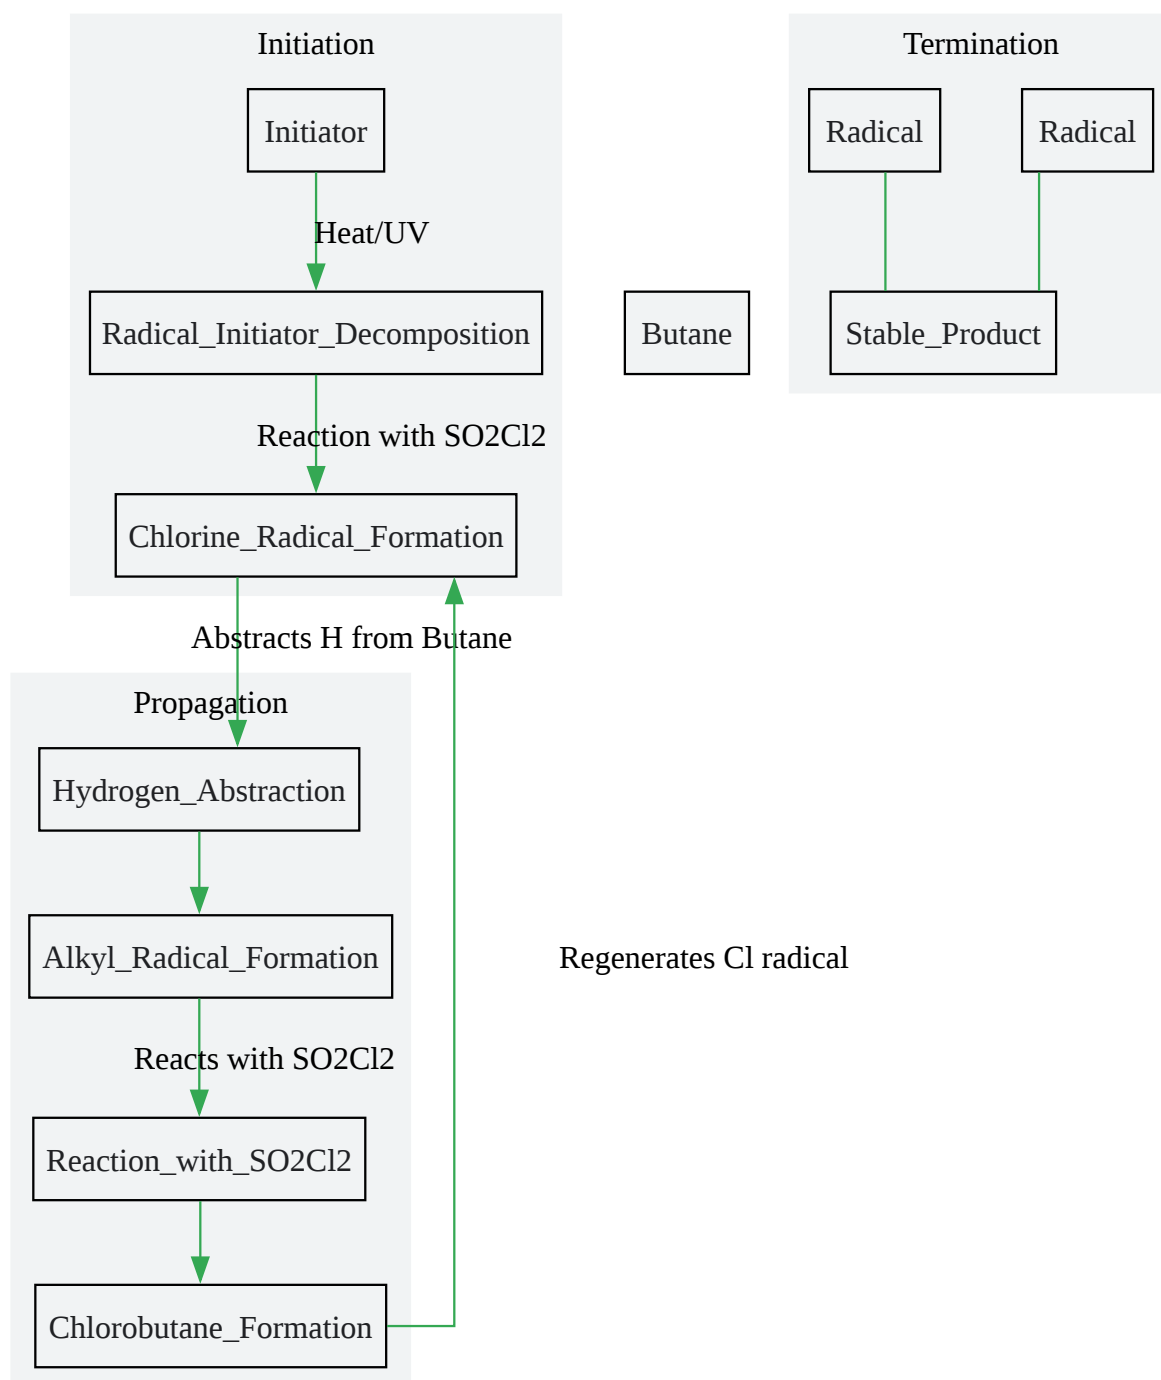 Initiation
Initiator
Heat/UV
Radical_Initiator_Decomposition
Reaction with SO2Cl2
Chlorine_Radical_Formation
Abstracts H from Butane
Propagation
Hydrogen_Abstraction
Alkyl_Radical_Formation
Reacts with SO2Cl2
Reaction_with_SO2Cl2
Chlorobutane_Formation
Regenerates Cl radical
Butane
Termination
Radical
Radical
Stable_Product